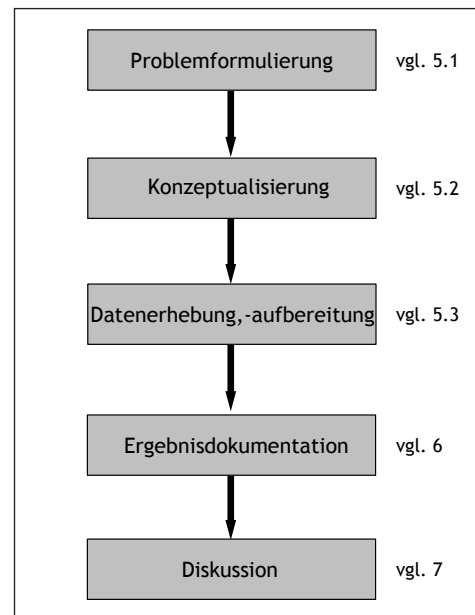 Problemformulierung vgl. 5.1
Konzeptualisierung vgl. 5.2
Datenerhebung,-aufbereitung vgl. 5.3
Ergebnisdokumentation vgl. 6
Diskussion vgl. 7